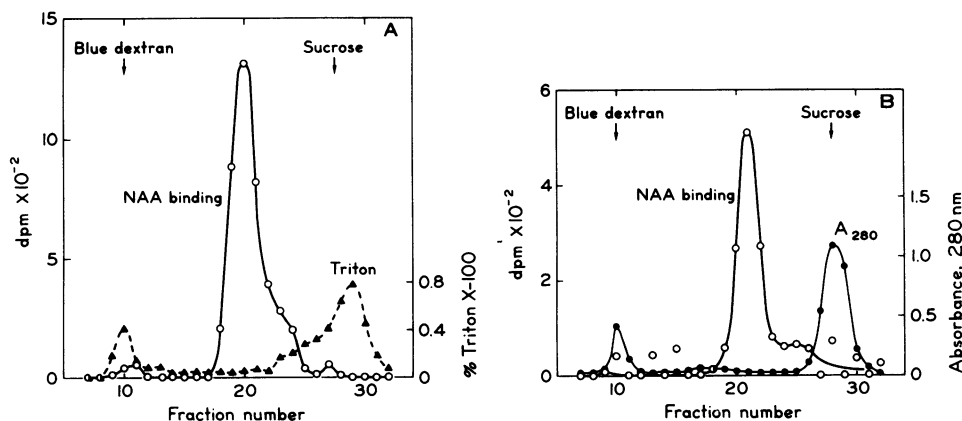 A
15
10
5
0
dpm X10⁻²
Blue dextran
Sucrose
NAA binding
Triton
0.8
0.4
0
% Triton X-100
10
20
30
Fraction number
B
6
4
2
0
dpm' X10⁻²
Blue dextran
Sucrose
NAA binding
A₂₈₀
1.5
1.0
0.5
0
Absorbance, 280 nm
10
20
30
Fraction number